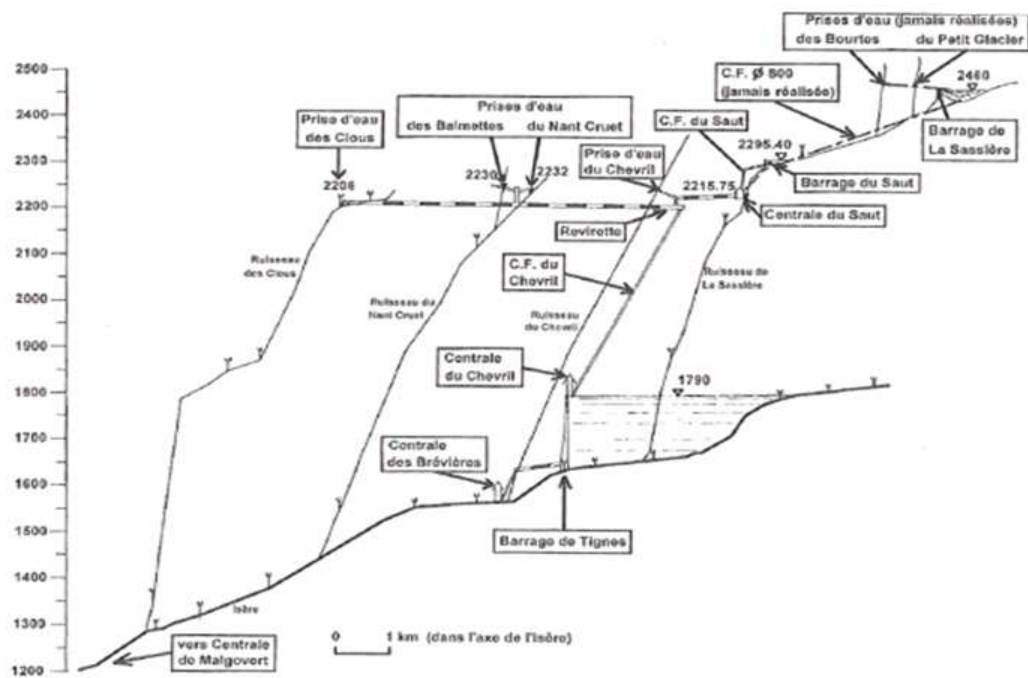 Prises d'eau (jamais réalisées)
des Bourtes du Petit Glacier
C.F. Ø 800
(jamais réalisée)
2460
Prises d'eau
des Balmettes du Nant Cruet
C.F. du Saut
Barrage de
La Sassière
Prise d'eau
des Clous
2295.40
Prise d'eau
du Chevril
2206
2230
2232
2215.75
Barrage du Saut
Centrale du Saut
Revirette
Ruisseau
des Clous
C.F. du
Chevril
Ruisseau de
La Sassière
Ruisseau du
Nant Cruet
Ruisseau
du Chevril
Centrale
du Chevril
1790
Centrale
des Brévières
Barrage de Tignes
Isère
0 1 km (dans l'axe de l'Isère)
vers Centrale
de Malgovert
2500
2400
2300
2200
2100
2000
1900
1800
1700
1600
1500
1400
1300
1200